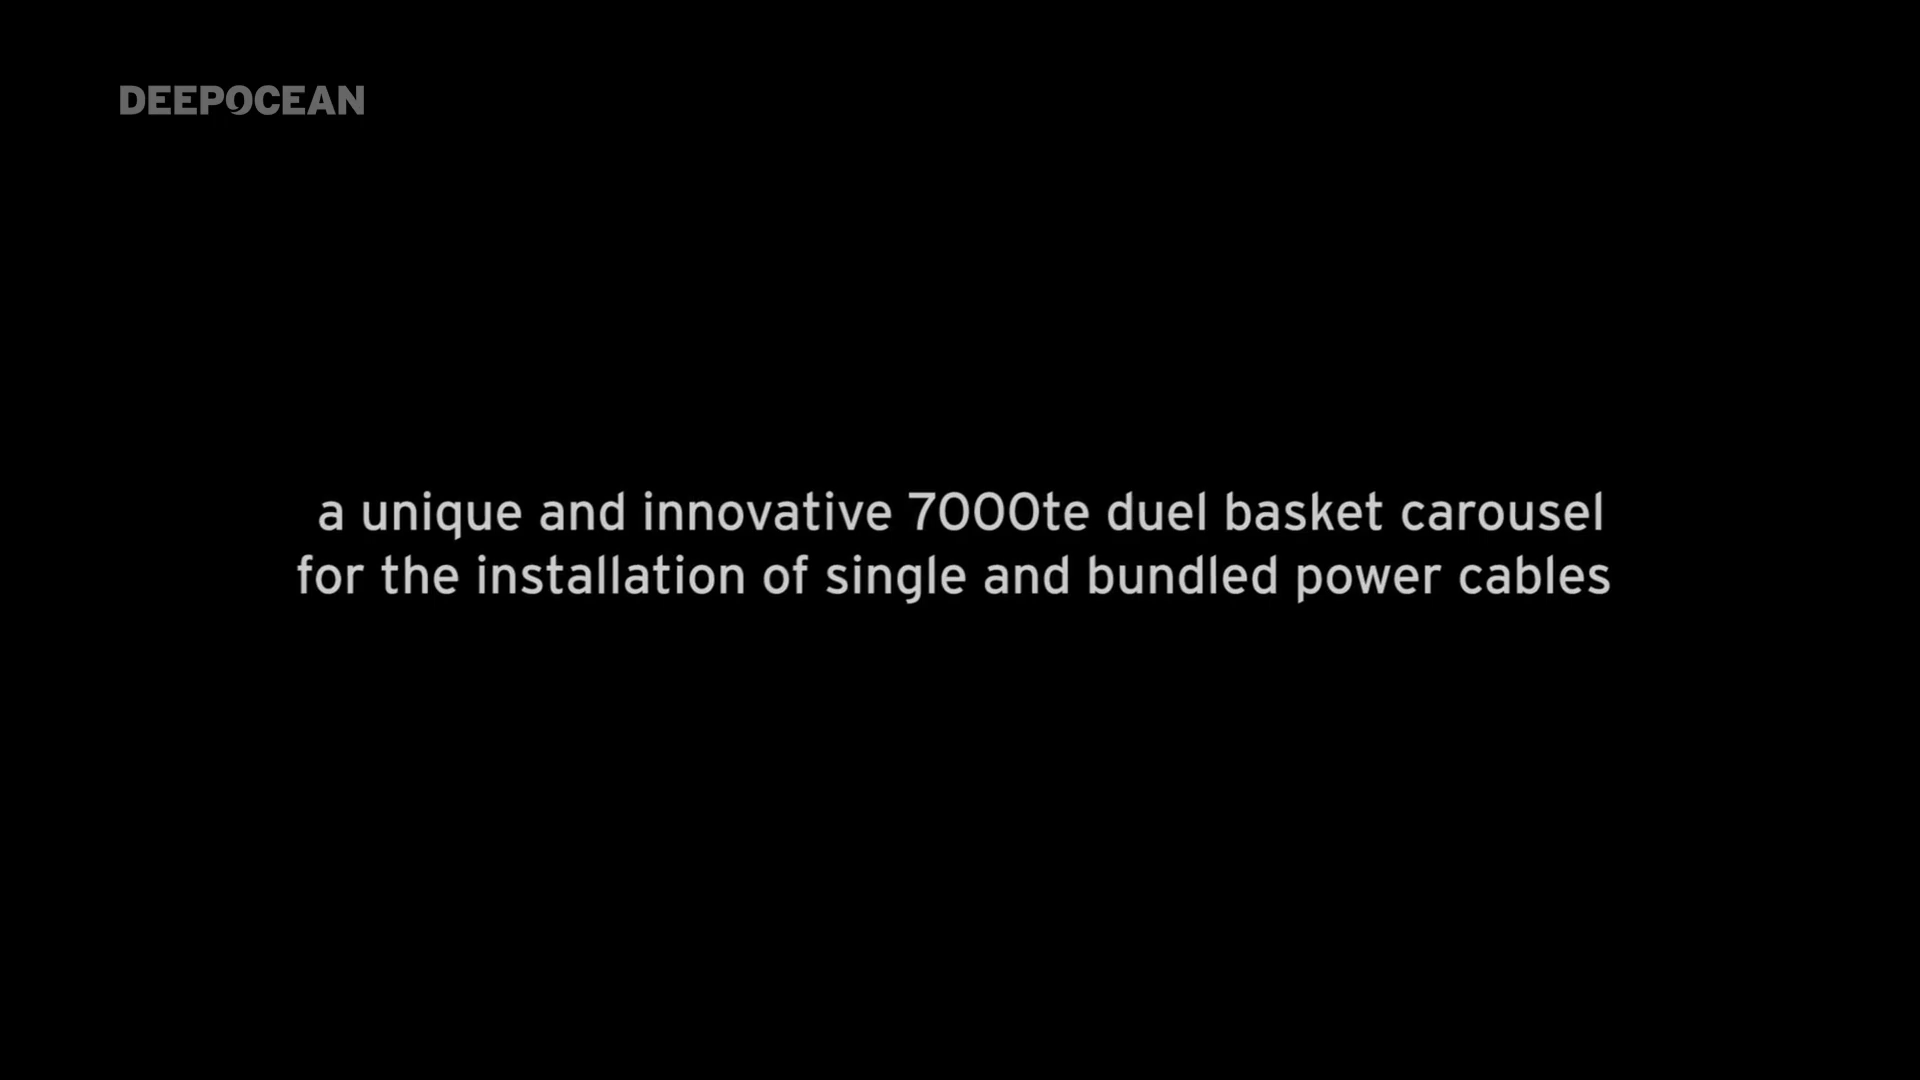 DEEPOCEAN
a unique and innovative 7000te duel basket carousel
for the installation of single and bundled power cables